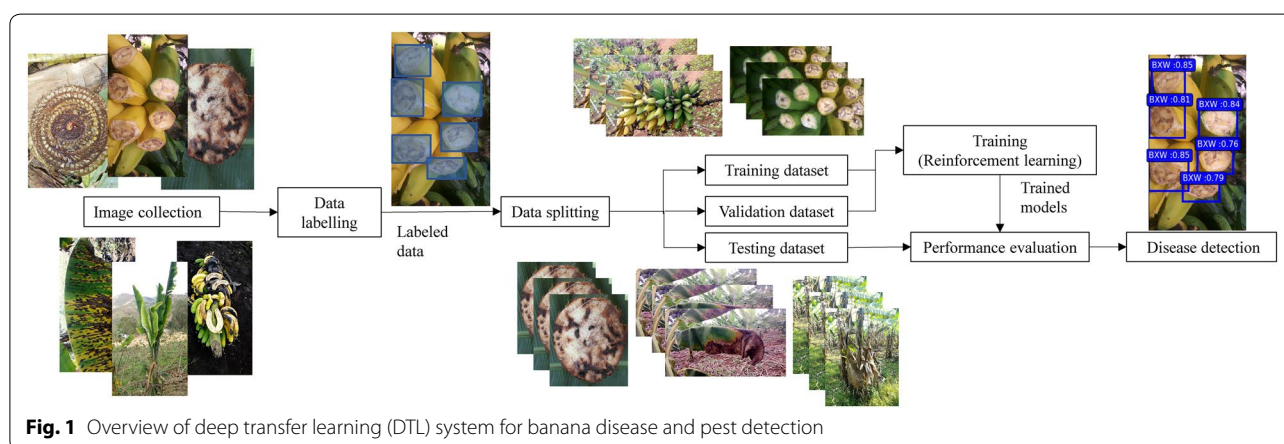 BXW :0.85
BXW :0.81
BXW :0.84
BXW :0.76
BXW :0.85
BXW :0.79
Image collection
Data
labelling
Labeled
data
Data splitting
Training dataset
Validation dataset
Testing dataset
Training
(Reinforcement learning)
Trained
models
Performance evaluation
Disease detection
Fig. 1 Overview of deep transfer learning (DTL) system for banana disease and pest detection